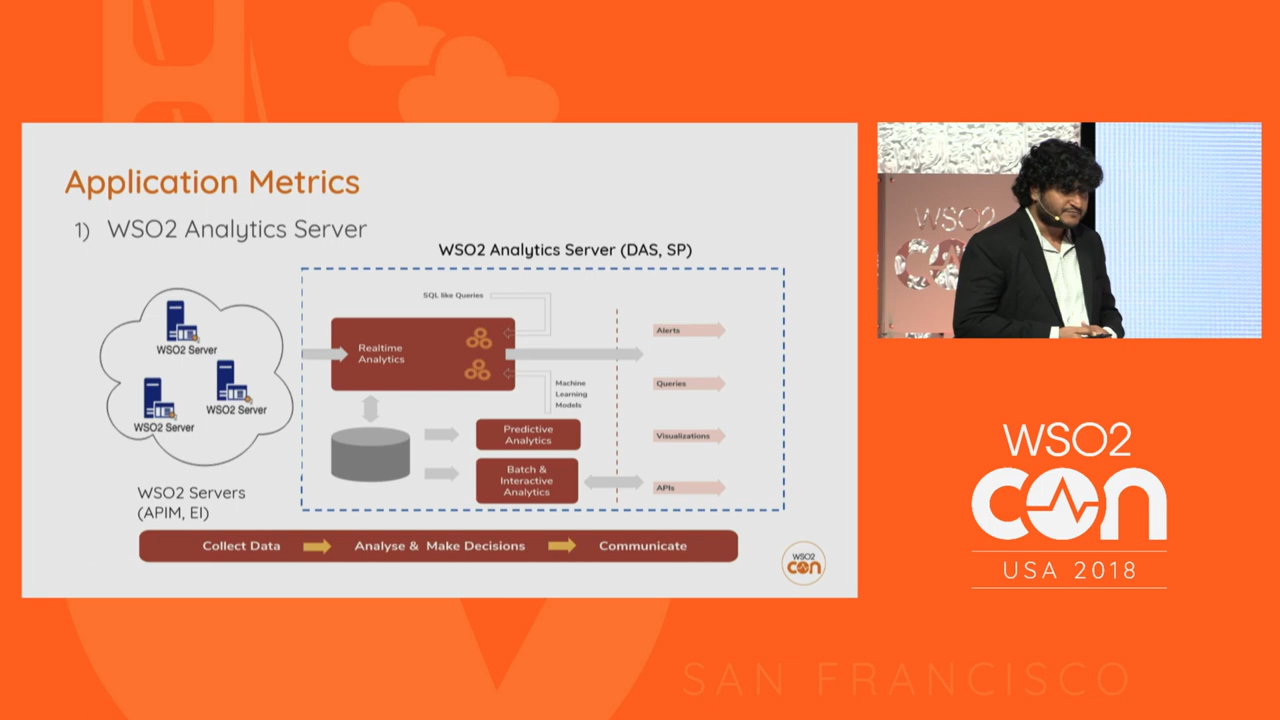 Application Metrics
1) WSO2 Analytics Server
WSO2 Analytics Server (DAS, SP)
SQL like Queries
Realtime
Analytics
Machine
Learning
Models
Predictive
Analytics
Batch &
Interactive
Analytics
Alerts
Queries
Visualizations
APIs
WSO2 Server
WSO2 Server
WSO2 Server
WSO2 Servers
(APIM, EI)
Collect Data
Analyse & Make Decisions
Communicate
WSO2
con
WSO2
CO
WSO2
con
USA 2018
SAN FRANCISCO